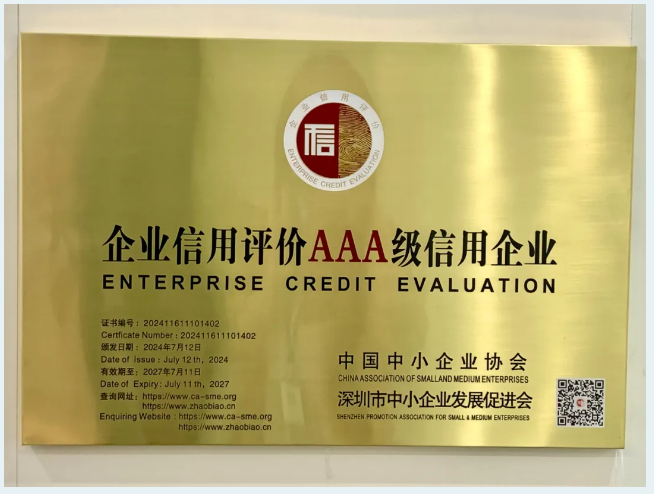 企业信用评价
信
ENTERPRISE CREDIT EVALUATION
企业信用评价AAA级信用企业
ENTERPRISE CREDIT EVALUATION
证书编号：202411611101402
Certficate Number：202411611101402
颁发日期：2024年7月12日
Date of Issue：July 12th，2024
有效期至：2027年7月11日
Date of Expiry：July 11th，2027
查询网址：https://www.ca-sme.org
https://www.zhaobiao.cn
Enquiring Website：https://www.ca-sme.org
https://www.zhaobiao.cn
中国中小企业协会
CHINA ASSOCIATION OF SMALLAND MEDIUM ENTERPRISES
深圳市中小企业发展促进会
SHENZHEN PROMOTION ASSOCIATION FOR SMALL & MEDIUM ENTERPRISES